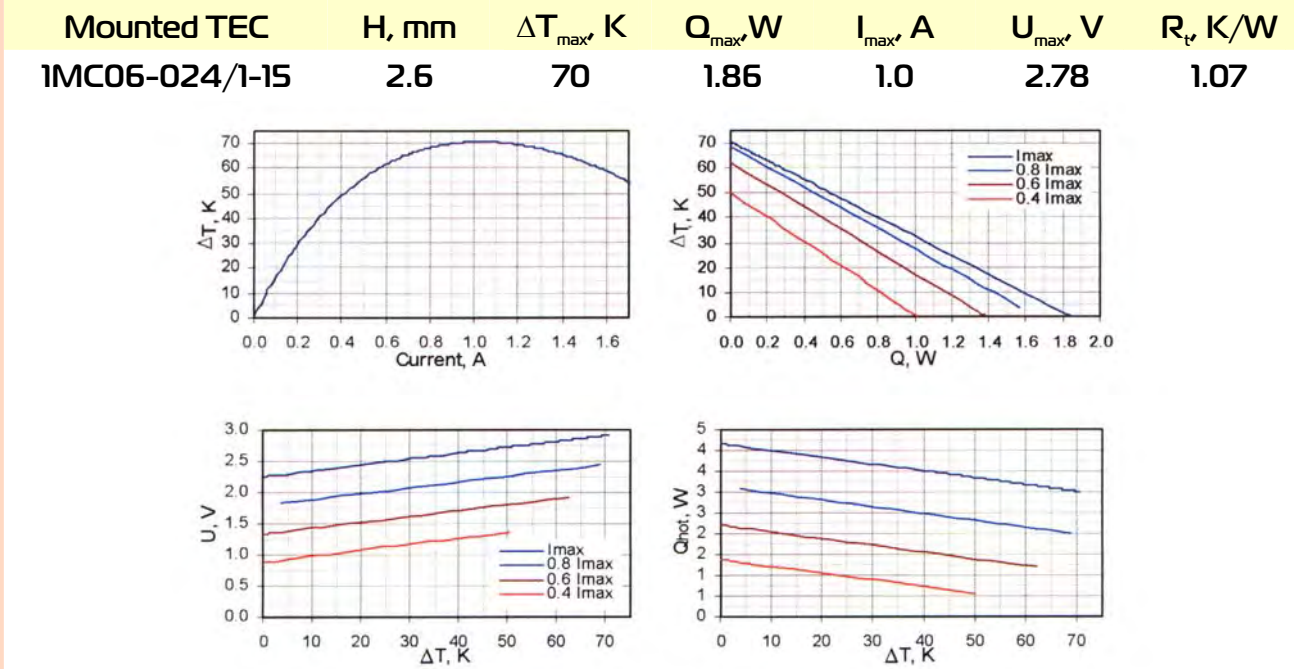 Mounted TEC H, mm ΔTmax, K Qmax,W Imax, A Umax, V Rt, K/W
1MC06-024/1-15 2.6 70 1.86 1.0 2.78 1.07
ΔT, K
70
60
50
40
30
20
10
0
0.0 0.2 0.4 0.6 0.8 1.0 1.2 1.4 1.6
Current, A
ΔT, K
70
60
50
40
30
20
10
0
Imax
0.8 Imax
0.6 Imax
0.4 Imax
0.0 0.2 0.4 0.6 0.8 1.0 1.2 1.4 1.6 1.8 2.0
Q, W
U, V
3.0
2.5
2.0
1.5
1.0
0.5
0.0
Imax
0.8 Imax
0.6 Imax
0.4 Imax
0 10 20 30 40 50 60 70
ΔT, K
Qhot, W
5
4
4
3
3
2
2
1
1
0
0 10 20 30 40 50 60 70
ΔT, K